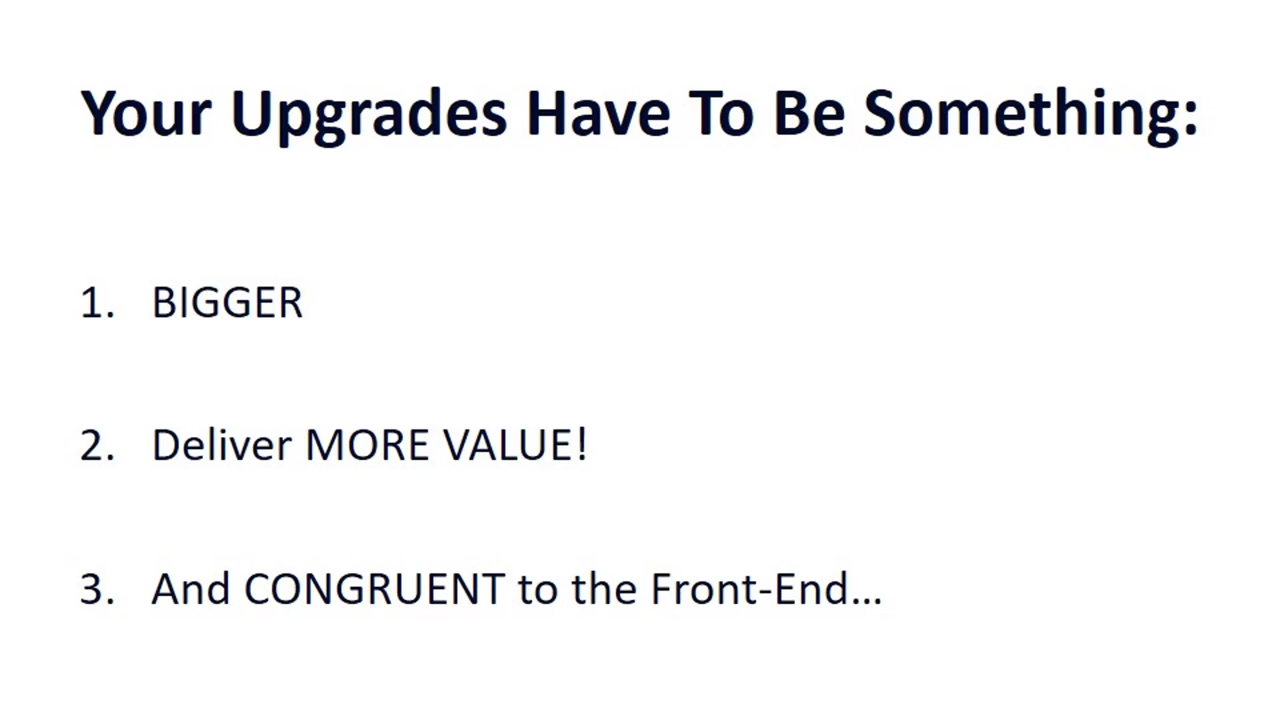 Your Upgrades Have To Be Something:
1. BIGGER
2. Deliver MORE VALUE!
3. And CONGRUENT to the Front-End...